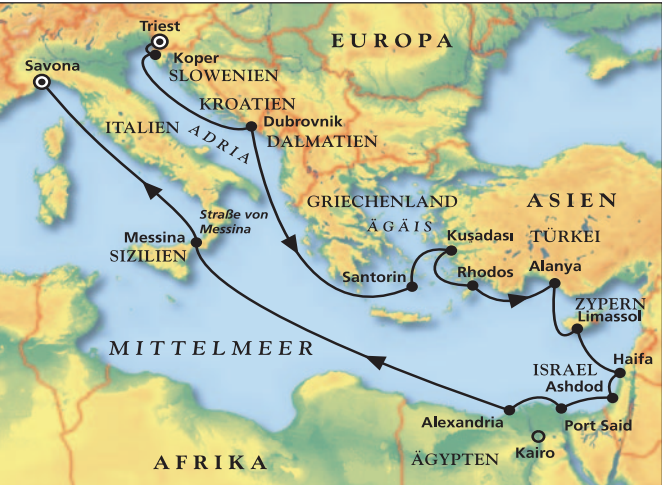 Triest
EUROPA
Koper
Savona
SLOWENIEN
KROATIEN
Dubrovnik
ITALIEN
ADRIA
DALMATIEN
GRIECHENLAND
ASIEN
Straße von
Messina
ÄGÄIS
Messina
Kuşadası
TÜRKEI
SIZILIEN
Santorin
Rhodos
Alanya
ZYPERN
Limassol
MITTELMEER
Haifa
ISRAEL
Ashdod
Alexandria
Port Said
Kairo
AFRIKA
ÄGYPTEN